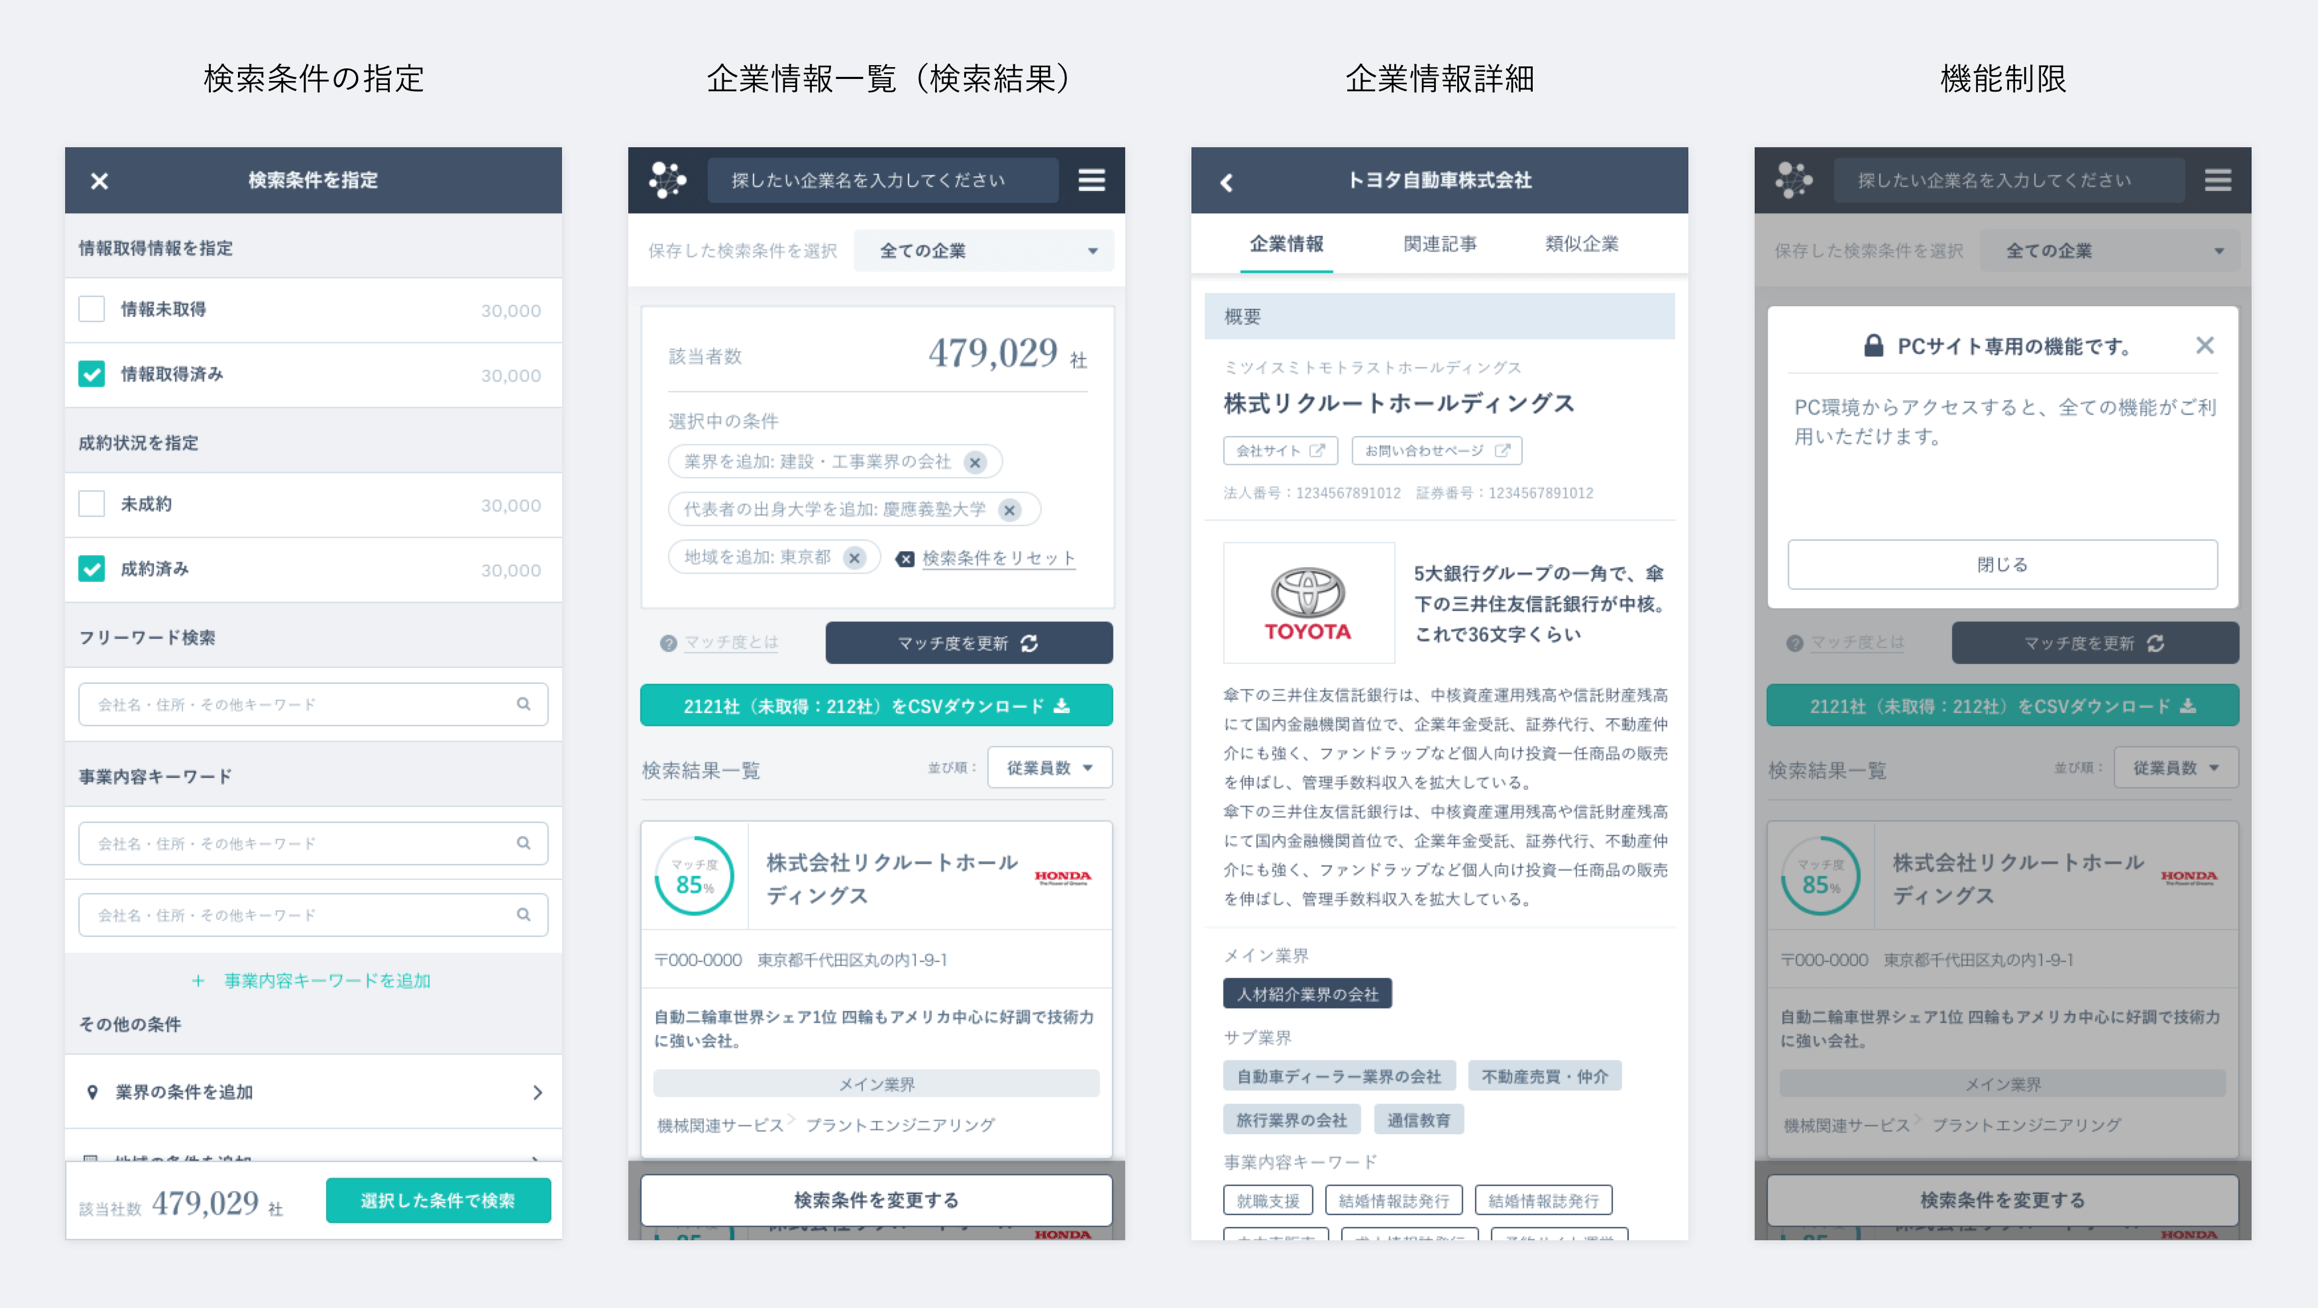 検索条件の指定
検索条件を指定
情報取得情報を指定
情報未取得 30,000
情報取得済み 30,000
成約状況を指定
未成約 30,000
成約済み 30,000
フリーワード検索
会社名・住所・その他キーワード
事業内容キーワード
会社名・住所・その他キーワード
会社名・住所・その他キーワード
+ 事業内容キーワードを追加
その他の条件
業界の条件を追加
該当社数 479,029 社
選択した条件で検索
企業情報一覧（検索結果）
探したい企業名を入力してください
保存した検索条件を選択 全ての企業
該当者数 479,029 社
選択中の条件
業界を追加: 建設・工事業界の会社
代表者の出身大学を追加: 慶應義塾大学
地域を追加: 東京都 検索条件をリセット
マッチ度とは マッチ度を更新
2121社（未取得：212社）をCSVダウンロード
検索結果一覧 並び順： 従業員数
マッチ度
85%
株式会社リクルートホール
ディングス
HONDA
The Power of Dreams
〒000-0000 東京都千代田区丸の内1-9-1
自動二輪車世界シェア1位 四輪もアメリカ中心に好調で技術力
に強い会社。
メイン業界
機械関連サービス プラントエンジニアリング
検索条件を変更する
HONDA
企業情報詳細
トヨタ自動車株式会社
企業情報 関連記事 類似企業
概要
ミツイスミトモトラストホールディングス
株式リクルートホールディングス
会社サイト お問い合わせページ
法人番号：1234567891012 証券番号：1234567891012
TOYOTA
5大銀行グループの一角で、傘
下の三井住友信託銀行が中核。
これで36文字くらい
傘下の三井住友信託銀行は、中核資産運用残高や信託財産残高
にて国内金融機関首位で、企業年金受託、証券代行、不動産仲
介にも強く、ファンドラップなど個人向け投資一任商品の販売
を伸ばし、管理手数料収入を拡大している。
傘下の三井住友信託銀行は、中核資産運用残高や信託財産残高
にて国内金融機関首位で、企業年金受託、証券代行、不動産仲
介にも強く、ファンドラップなど個人向け投資一任商品の販売
を伸ばし、管理手数料収入を拡大している。
メイン業界
人材紹介業界の会社
サブ業界
自動車ディーラー業界の会社 不動産売買・仲介
旅行業界の会社 通信教育
事業内容キーワード
就職支援 結婚情報誌発行 結婚情報誌発行
機能制限
探したい企業名を入力してください
保存した検索条件を選択 全ての企業
PCサイト専用の機能です。
PC環境からアクセスすると、全ての機能がご利
用いただけます。
閉じる
マッチ度とは マッチ度を更新
2121社（未取得：212社）をCSVダウンロード
検索結果一覧 並び順： 従業員数
マッチ度
85%
株式会社リクルートホール
ディングス
HONDA
The Power of Dreams
〒000-0000 東京都千代田区丸の内1-9-1
自動二輪車世界シェア1位 四輪もアメリカ中心に好調で技術力
に強い会社。
メイン業界
機械関連サービス プラントエンジニアリング
検索条件を変更する
HONDA